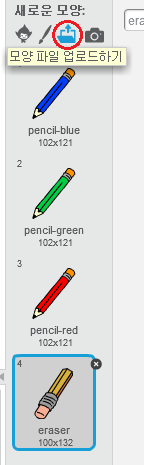 새로운 모양:
era
모양 파일 업로드하기
pencil-blue
102x121
2
pencil-green
102x121
3
pencil-red
102x121
4
eraser
100x132